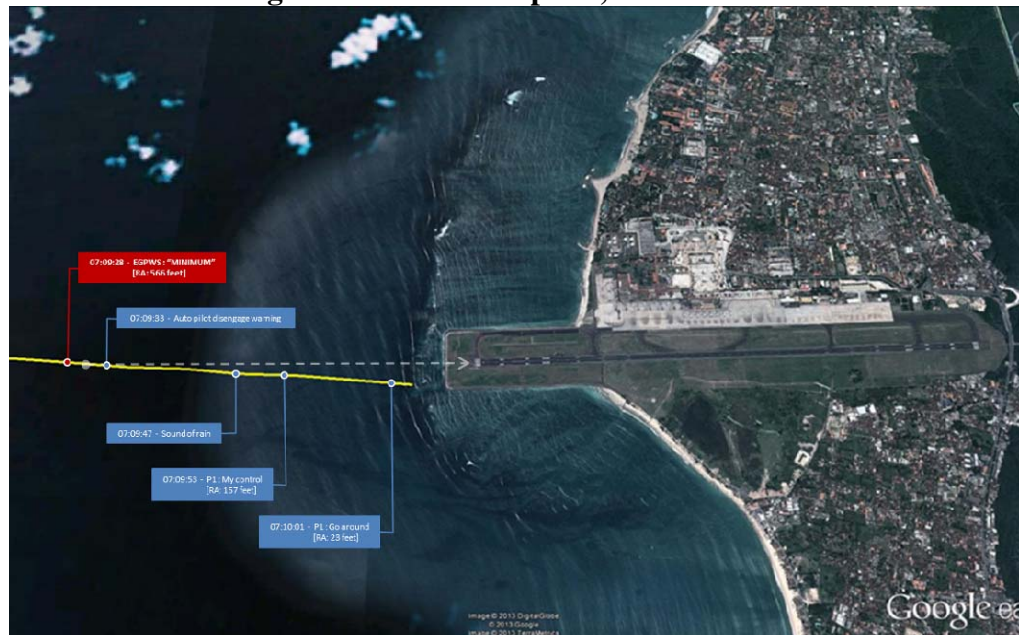 07:09:28 - EGPWS: "MINIMUM"
[RA: 566 feet]
07:09:33 - Auto pilot disengage warning
07:09:47 - Sound of rain
07:09:53 - P1: My control
[RA: 157 feet]
07:10:01 - P1: Go around
[RA: 23 feet]
Image © 2013 DigitalGlobe
© 2013 Google
Image © 2013 TerraMetrics
Google